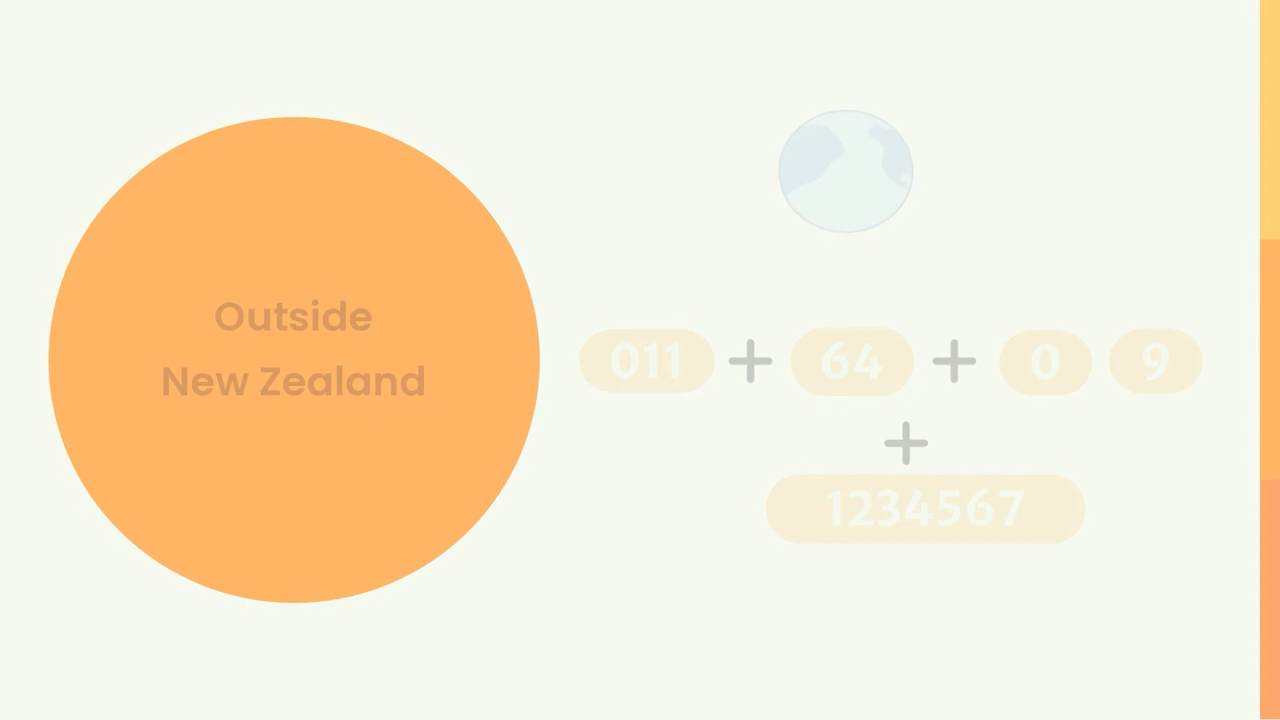 Outside
New Zealand
011 + 64 + 0 9
+
1234567